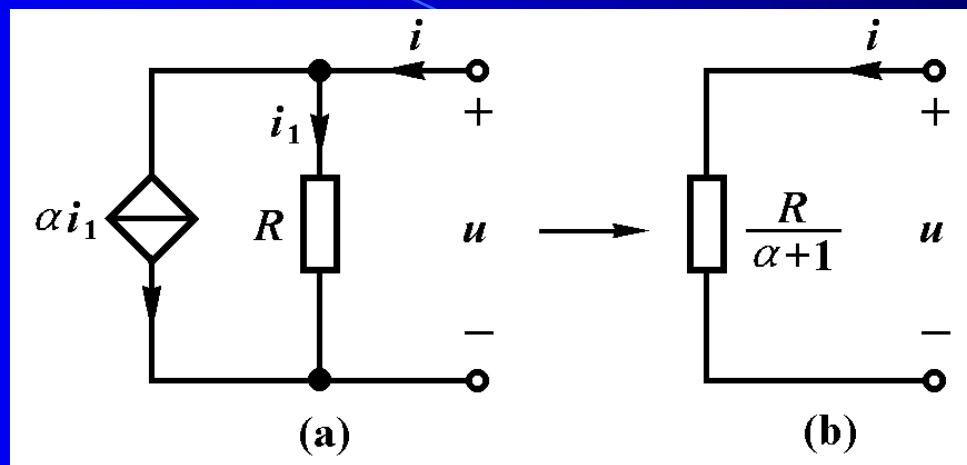 i
i₁
αi₁
R
+
u
−
(a)
i
R
α+1
+
u
−
(b)